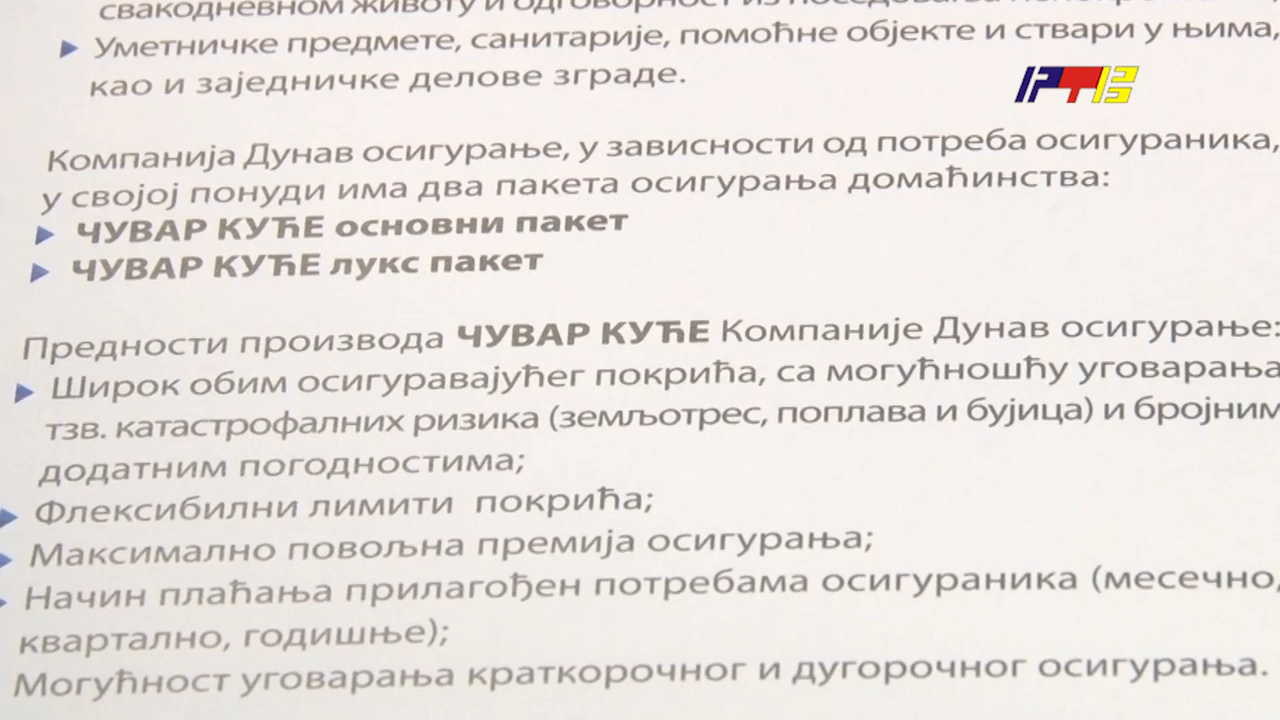 свакодневном животу и одговорност из поседовања
Уметничке предмете, санитарије, помоћне објекте и ствари у њима,
као и заједничке делове зграде.
РТВ
Компанија Дунав осигурање, у зависности од потреба осигураника,
у својој понуди има два пакета осигурања домаћинства:
ЧУВАР КУЋЕ основни пакет
ЧУВАР КУЋЕ лукс пакет
Предности производа ЧУВАР КУЋЕ Компаније Дунав осигурање:
Широк обим осигуравајућег покрића, са могућношћу уговарања
тзв. катастрофалних ризика (земљотрес, поплава и бујица) и бројним
додатним погодностима;
Флексибилни лимити покрића;
Максимално повољна премија осигурања;
Начин плаћања прилагођен потребама осигураника (месечно,
квартално, годишње);
Могућност уговарања краткорочног и дугорочног осигурања.